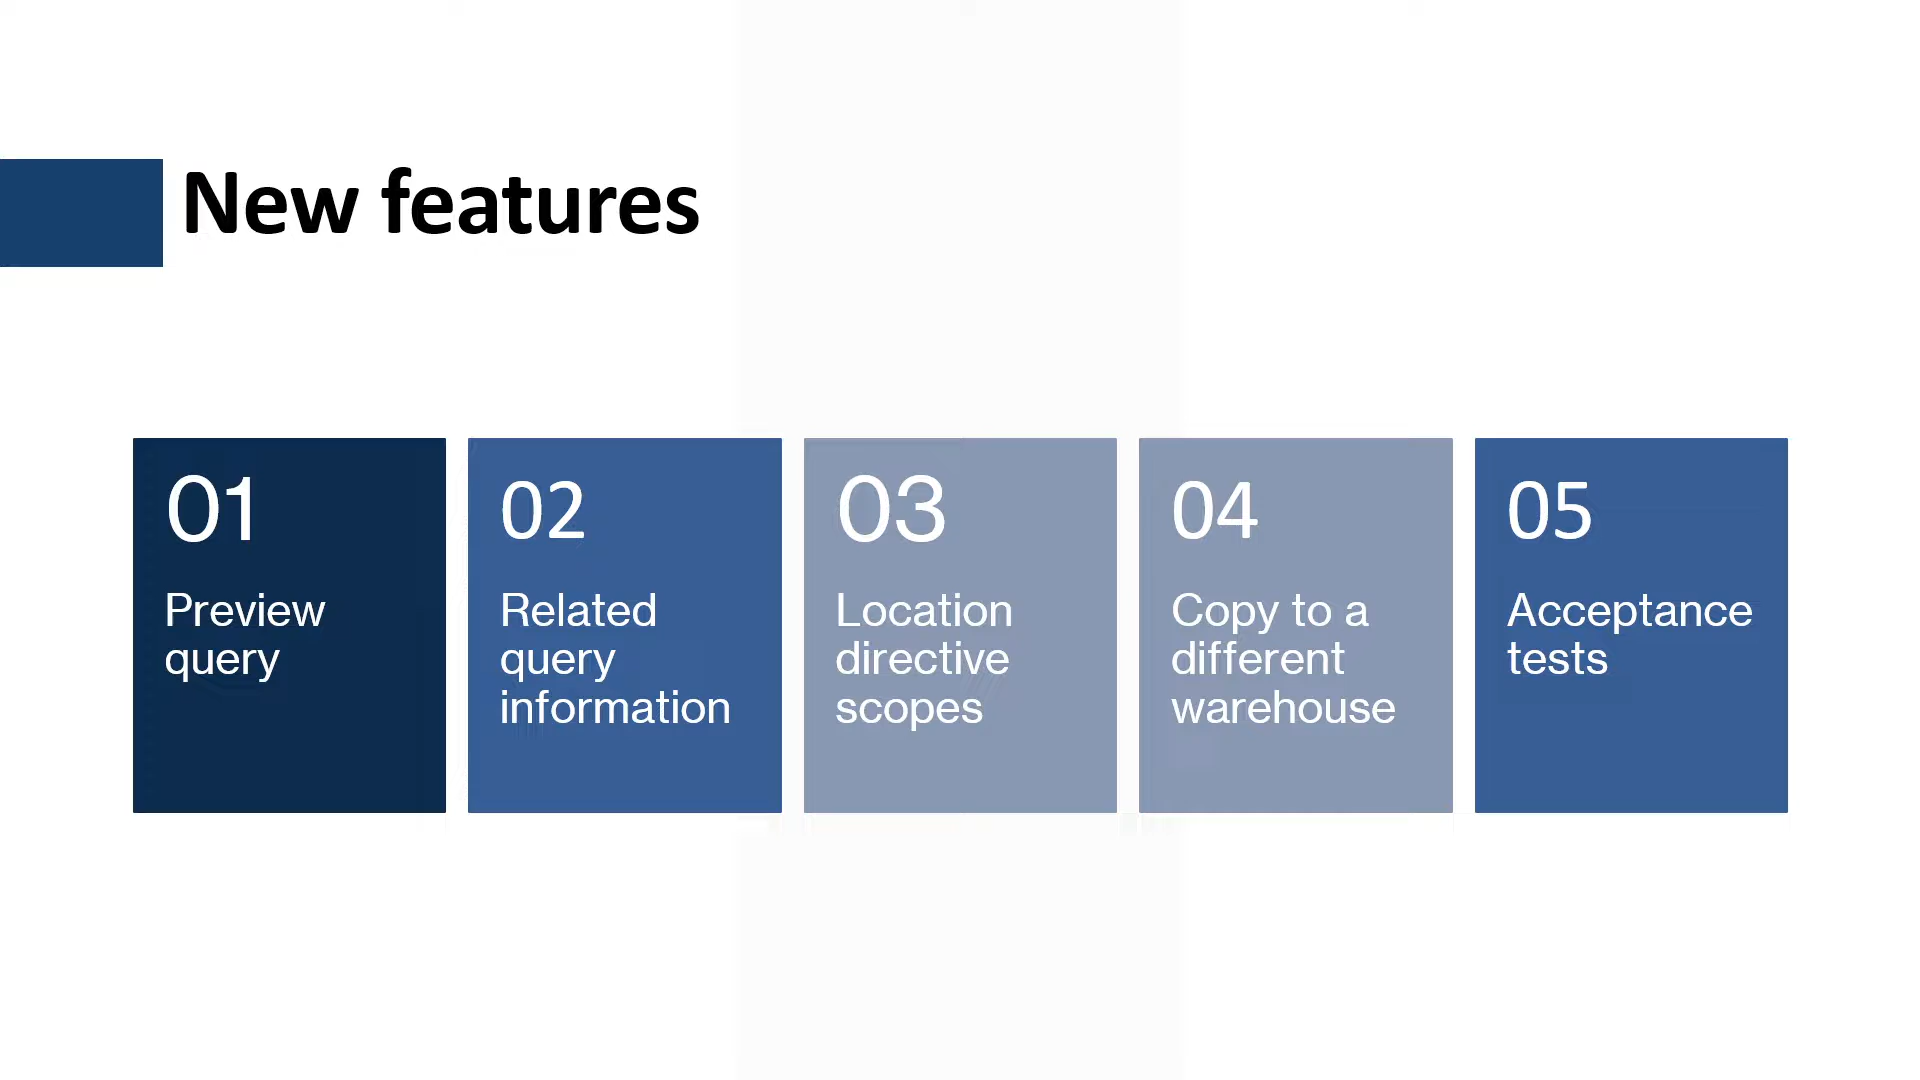 New features
01
Preview
query
02
Related
query
information
03
Location
directive
scopes
04
Copy to a
different
warehouse
05
Acceptance
tests